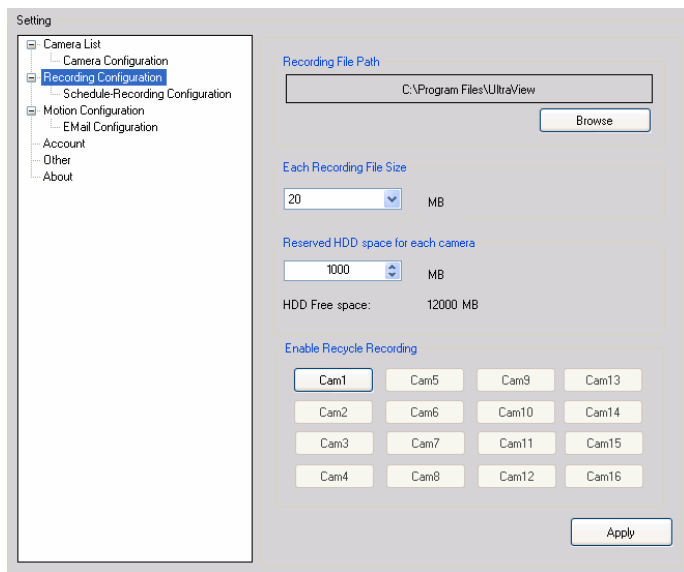 Setting
Camera List
Camera Configuration
Recording Configuration
Schedule-Recording Configuration
Motion Configuration
EMail Configuration
Account
Other
About
Recording File Path
C:\Program Files\UltraView
Browse
Each Recording File Size
20 MB
Reserved HDD space for each camera
1000 MB
HDD Free space: 12000 MB
Enable Recycle Recording
Cam1 Cam5 Cam9 Cam13
Cam2 Cam6 Cam10 Cam14
Cam3 Cam7 Cam11 Cam15
Cam4 Cam8 Cam12 Cam16
Apply